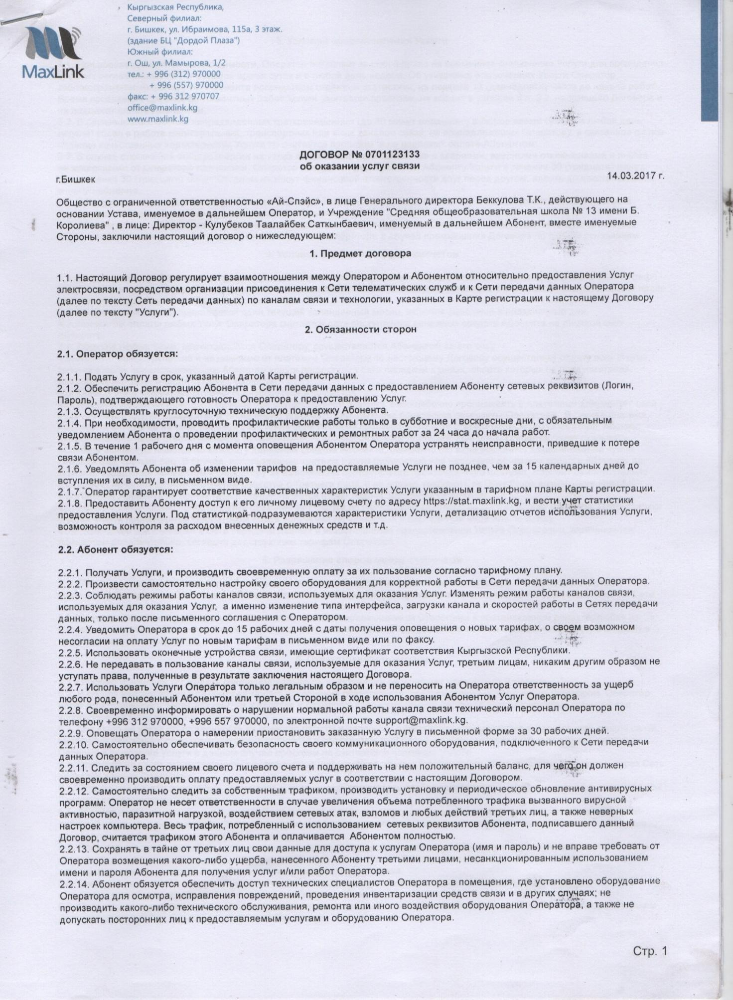 MaxLink
Кыргызская Республика,
Северный филиал:
г. Бишкек, ул. Ибраимова, 115а, 3 этаж.
(здание БЦ "Дордой Плаза")
Южный филиал:
г. Ош, ул. Мамырова, 1/2
тел.: + 996 (312) 970000
+ 996 (557) 970000
факс: + 996 312 970707
office@maxlink.kg
www.maxlink.kg
ДОГОВОР № 0701123133
об оказании услуг связи
г.Бишкек
14.03.2017 г.
Общество с ограниченной ответственностью «Ай-Спэйс», в лице Генерального директора Беккулова Т.К., действующего на
основании Устава, именуемое в дальнейшем Оператор, и Учреждение "Средняя общеобразовательная школа № 13 имени Б.
Королиева" , в лице: Директор - Кулубеков Таалайбек Саткынбаевич, именуемый в дальнейшем Абонент, вместе именуемые
Стороны, заключили настоящий договор о нижеследующем:
1. Предмет договора
1.1. Настоящий Договор регулирует взаимоотношения между Оператором и Абонентом относительно предоставления Услуг
электросвязи, посредством организации присоединения к Сети телематических служб и к Сети передачи данных Оператора
(далее по тексту Сеть передачи данных) по каналам связи и технологии, указанных в Карте регистрации к настоящему Договору
(далее по тексту "Услуги").
2. Обязанности сторон
2.1. Оператор обязуется:
2.1.1. Подать Услугу в срок, указанный датой Карты регистрации.
2.1.2. Обеспечить регистрацию Абонента в Сети передачи данных с предоставлением Абоненту сетевых реквизитов (Логин,
Пароль), подтверждающего готовность Оператора к предоставлению Услуг.
2.1.3. Осуществлять круглосуточную техническую поддержку Абонента.
2.1.4. При необходимости, проводить профилактические работы только в субботние и воскресные дни, с обязательным
уведомлением Абонента о проведении профилактических и ремонтных работ за 24 часа до начала работ.
2.1.5. В течение 1 рабочего дня с момента оповещения Абонентом Оператора устранять неисправности, приведшие к потере
связи Абонентом.
2.1.6. Уведомлять Абонента об изменении тарифов на предоставляемые Услуги не позднее, чем за 15 календарных дней до
вступления их в силу, в письменном виде.
2.1.7. Оператор гарантирует соответствие качественных характеристик Услуги указанным в тарифном плане Карты регистрации.
2.1.8. Предоставить Абоненту доступ к его личному лицевому счету по адресу https://stat.maxlink.kg, и вести учет статистики
предоставления Услуги. Под статистикой подразумеваются характеристики Услуги, детализацию отчетов использования Услуги,
возможность контроля за расходом внесенных денежных средств и т.д.
2.2. Абонент обязуется:
2.2.1. Получать Услуги, и производить своевременную оплату за их пользование согласно тарифному плану.
2.2.2. Произвести самостоятельно настройку своего оборудования для корректной работы в Сети передачи данных Оператора.
2.2.3. Соблюдать режимы работы каналов связи, используемых для оказания Услуг. Изменять режим работы каналов связи,
используемых для оказания Услуг, а именно изменение типа интерфейса, загрузки канала и скоростей работы в Сетях передачи
данных, только после письменного соглашения с Оператором.
2.2.4. Уведомить Оператора в срок до 15 рабочих дней с даты получения оповещения о новых тарифах, о своем возможном
несогласии на оплату Услуг по новым тарифам в письменном виде или по факсу.
2.2.5. Использовать оконечные устройства связи, имеющие сертификат соответствия Кыргызской Республики.
2.2.6. Не передавать в пользование каналы связи, используемые для оказания Услуг, третьим лицам, никаким другим образом не
уступать права, полученные в результате заключения настоящего Договора.
2.2.7. Использовать Услуги Оператора только легальным образом и не переносить на Оператора ответственность за ущерб
любого рода, понесенный Абонентом или третьей Стороной в ходе использования Абонентом Услуг Оператора.
2.2.8. Своевременно информировать о нарушении нормальной работы канала связи технический персонал Оператора по
телефону +996 312 970000, +996 557 970000, по электронной почте support@maxlink.kg.
2.2.9. Оповещать Оператора о намерении приостановить заказанную Услугу в письменной форме за 30 рабочих дней.
2.2.10. Самостоятельно обеспечивать безопасность своего коммуникационного оборудования, подключенного к Сети передачи
данных Оператора.
2.2.11. Следить за состоянием своего лицевого счета и поддерживать на нем положительный баланс, для чего он должен
своевременно производить оплату предоставляемых услуг в соответствии с настоящим Договором.
2.2.12. Самостоятельно следить за собственным трафиком, производить установку и периодическое обновление антивирусных
программ. Оператор не несет ответственности в случае увеличения объема потребленного трафика вызванного вирусной
активностью, паразитной нагрузкой, воздействием сетевых атак, взломов и любых действий третьих лиц, а также неверных
настроек компьютера. Весь трафик, потребленный с использованием сетевых реквизитов Абонента, подписавшего данный
Договор, считается трафиком этого Абонента и оплачивается Абонентом полностью.
2.2.13. Сохранять в тайне от третьих лиц свои данные для доступа к услугам Оператора (имя и пароль) и не вправе требовать от
Оператора возмещения какого-либо ущерба, нанесенного Абоненту третьими лицами, несанкционированным использованием
имени и пароля Абонента для получения услуг и/или работ Оператора.
2.2.14. Абонент обязуется обеспечить доступ технических специалистов Оператора в помещения, где установлено оборудование
Оператора для осмотра, исправления повреждений, проведения инвентаризации средств связи и в других случаях; не
производить какого-либо технического обслуживания, ремонта или иного воздействия оборудования Оператора, а также не
допускать посторонних лиц к предоставляемым услугам и оборудованию Оператора.
Стр. 1